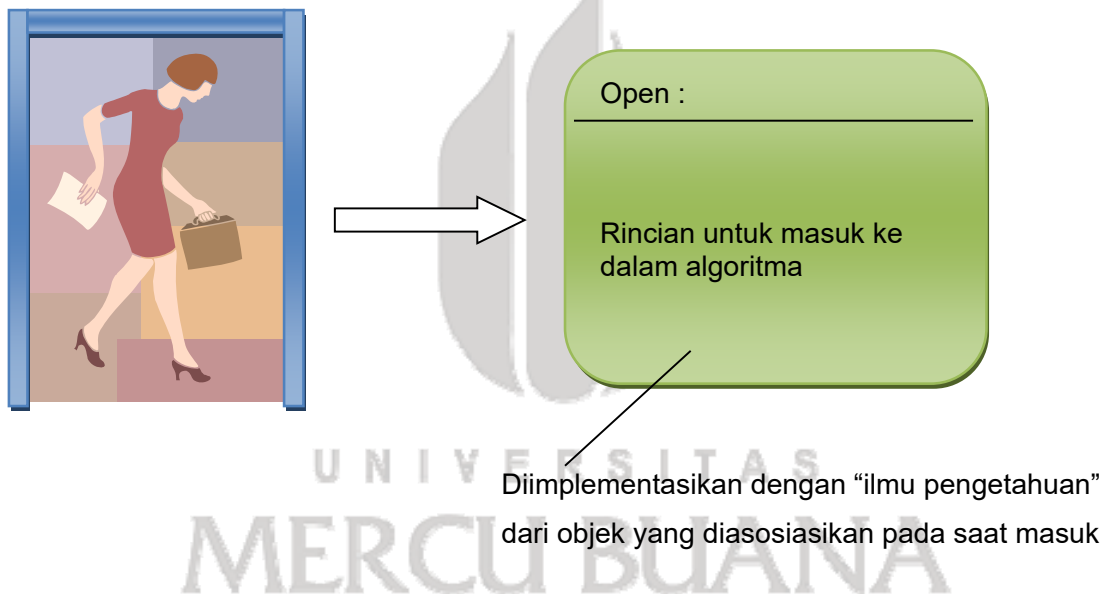 Open :
Rincian untuk masuk ke
dalam algoritma
UNIVERSITAS
Diimplementasikan dengan “ilmu pengetahuan”
dari objek yang diasosiasikan pada saat masuk
MERCU BUANA